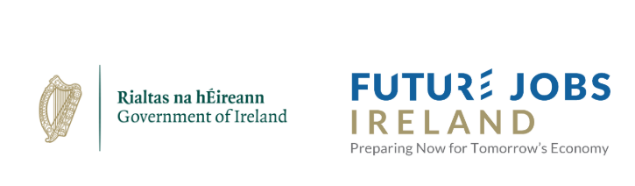 Rialtas na hÉireann
Government of Ireland
FUTURE JOBS
IRELAND
Preparing Now for Tomorrow's Economy